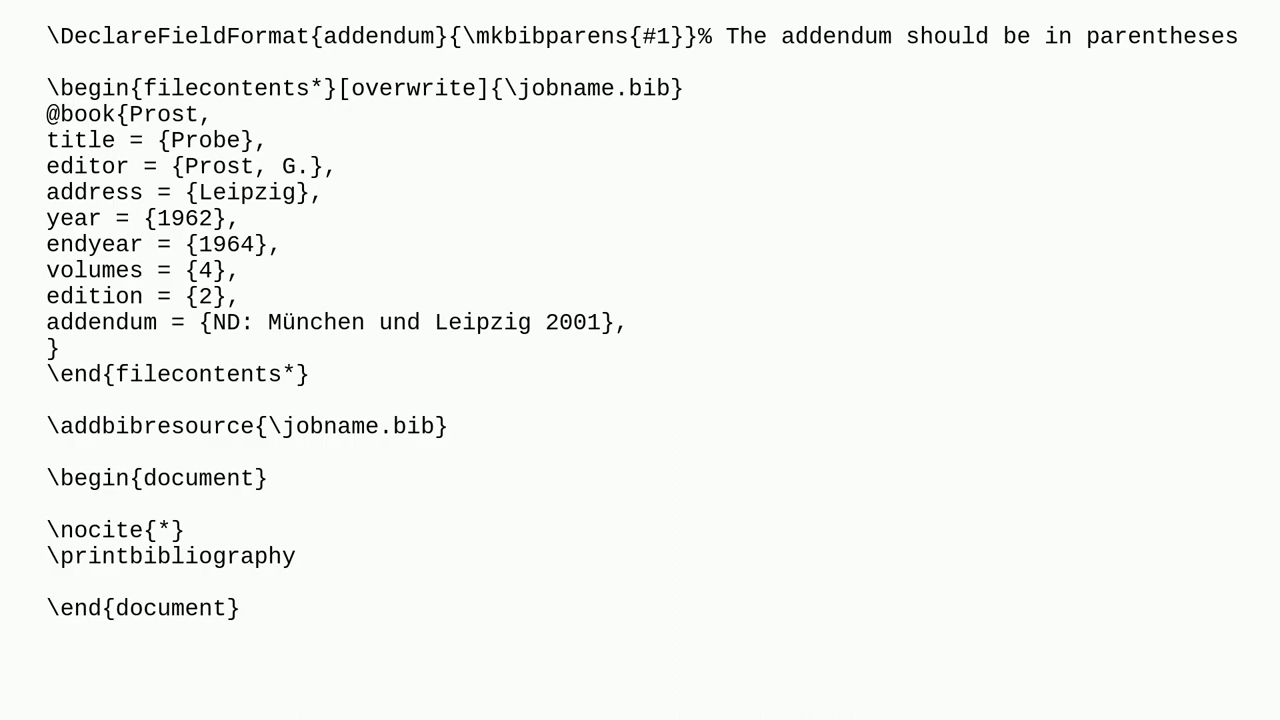 \DeclareFieldFormat{addendum}{\mkbibparens{#1}}% The addendum should be in parentheses
\begin{filecontents*}[overwrite]{\jobname.bib}
@book{Prost,
title = {Probe},
editor = {Prost, G.},
address = {Leipzig},
year = {1962},
endyear = {1964},
volumes = {4},
edition = {2},
addendum = {ND: München und Leipzig 2001},
}
\end{filecontents*}
\addbibresource{\jobname.bib}
\begin{document}
\nocite{*}
\printbibliography
\end{document}